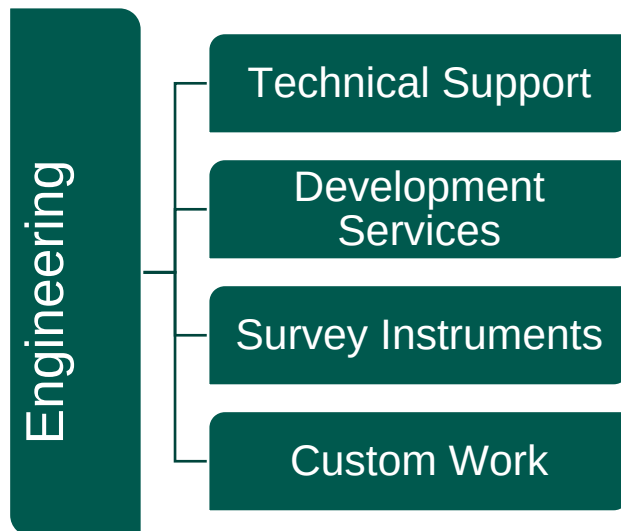 Engineering
Technical Support
Development
Services
Survey Instruments
Custom Work